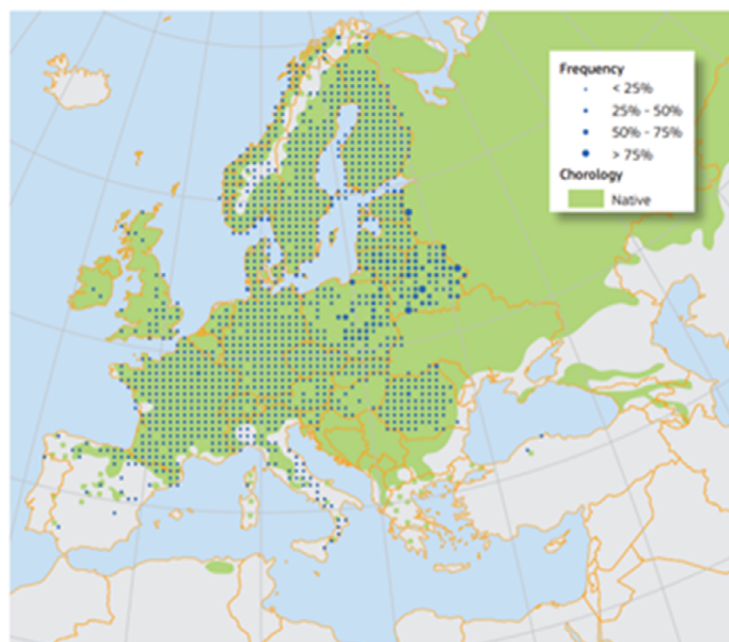 Frequency
< 25%
25% - 50%
50% - 75%
> 75%
Chorology
Native